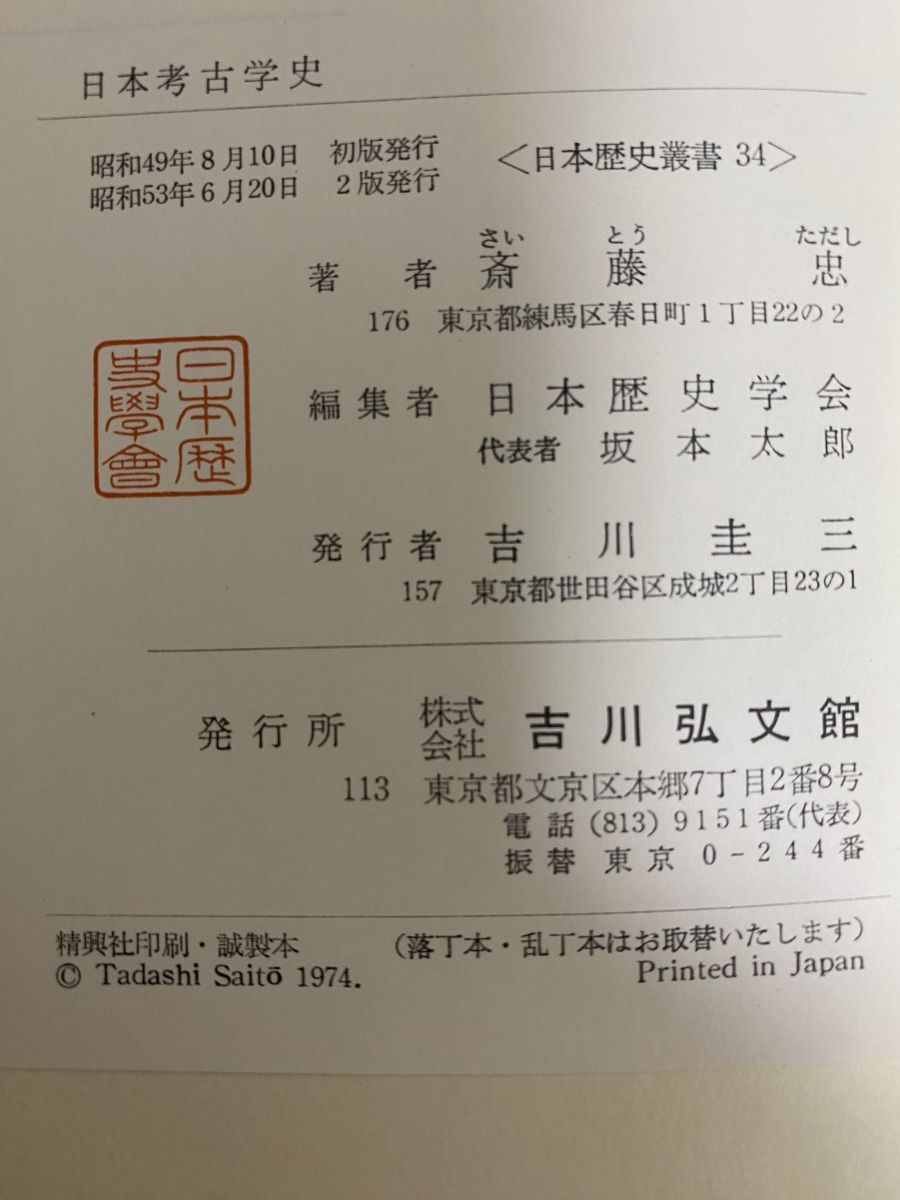 日本考古学史
昭和49年8月10日 初版発行
昭和53年6月20日 2版発行
〈日本歴史叢書 34〉
さい とう ただし
著者 斎藤 忠
176 東京都練馬区春日町1丁目22の2
編集者 日本歴史学会
代表者 坂本太郎
日本歴史學會
発行者 吉川圭三
157 東京都世田谷区成城2丁目23の1
発行所 株式会社 吉川弘文館
113 東京都文京区本郷7丁目2番8号
電話 (813) 9151番(代表)
振替 東京 0-244番
精興社印刷・誠製本 (落丁本・乱丁本はお取替いたします)
© Tadashi Saitō 1974. Printed in Japan